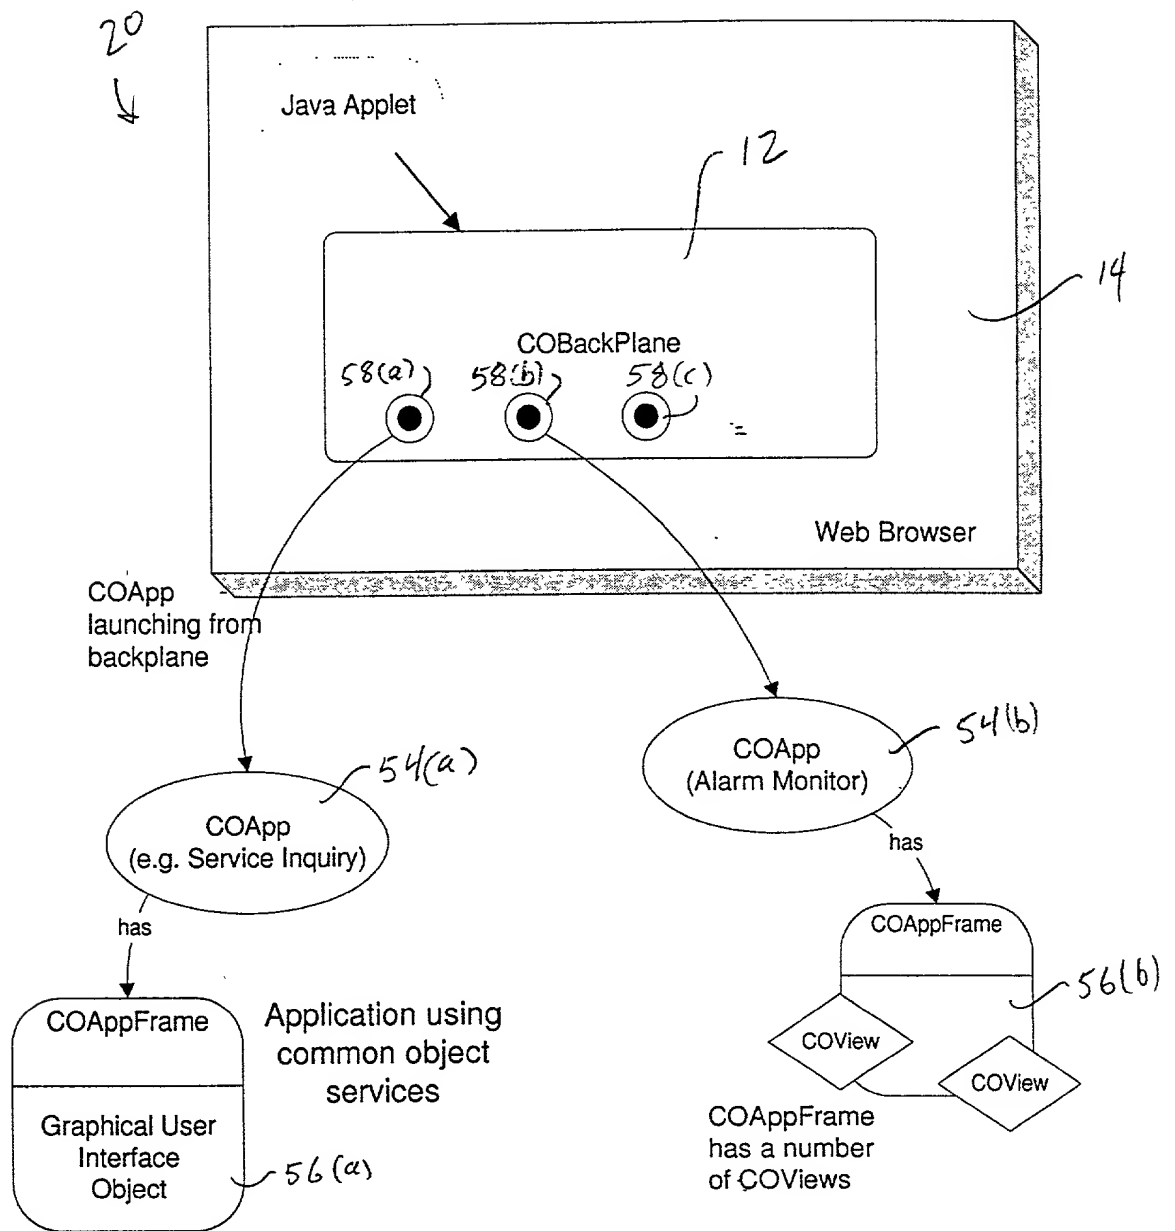 20
Java Applet
12
14
COBackPlane
58(a)
58(b)
58(c)
Web Browser
COApp
launching from
backplane
54(a)
54(b)
COApp
(Alarm Monitor)
COApp
(e.g. Service Inquiry)
has
has
COAppFrame
56(b)
COView
COView
COAppFrame
Application using
common object
services
Graphical User
Interface
Object
56(a)
COAppFrame
has a number
of COViews